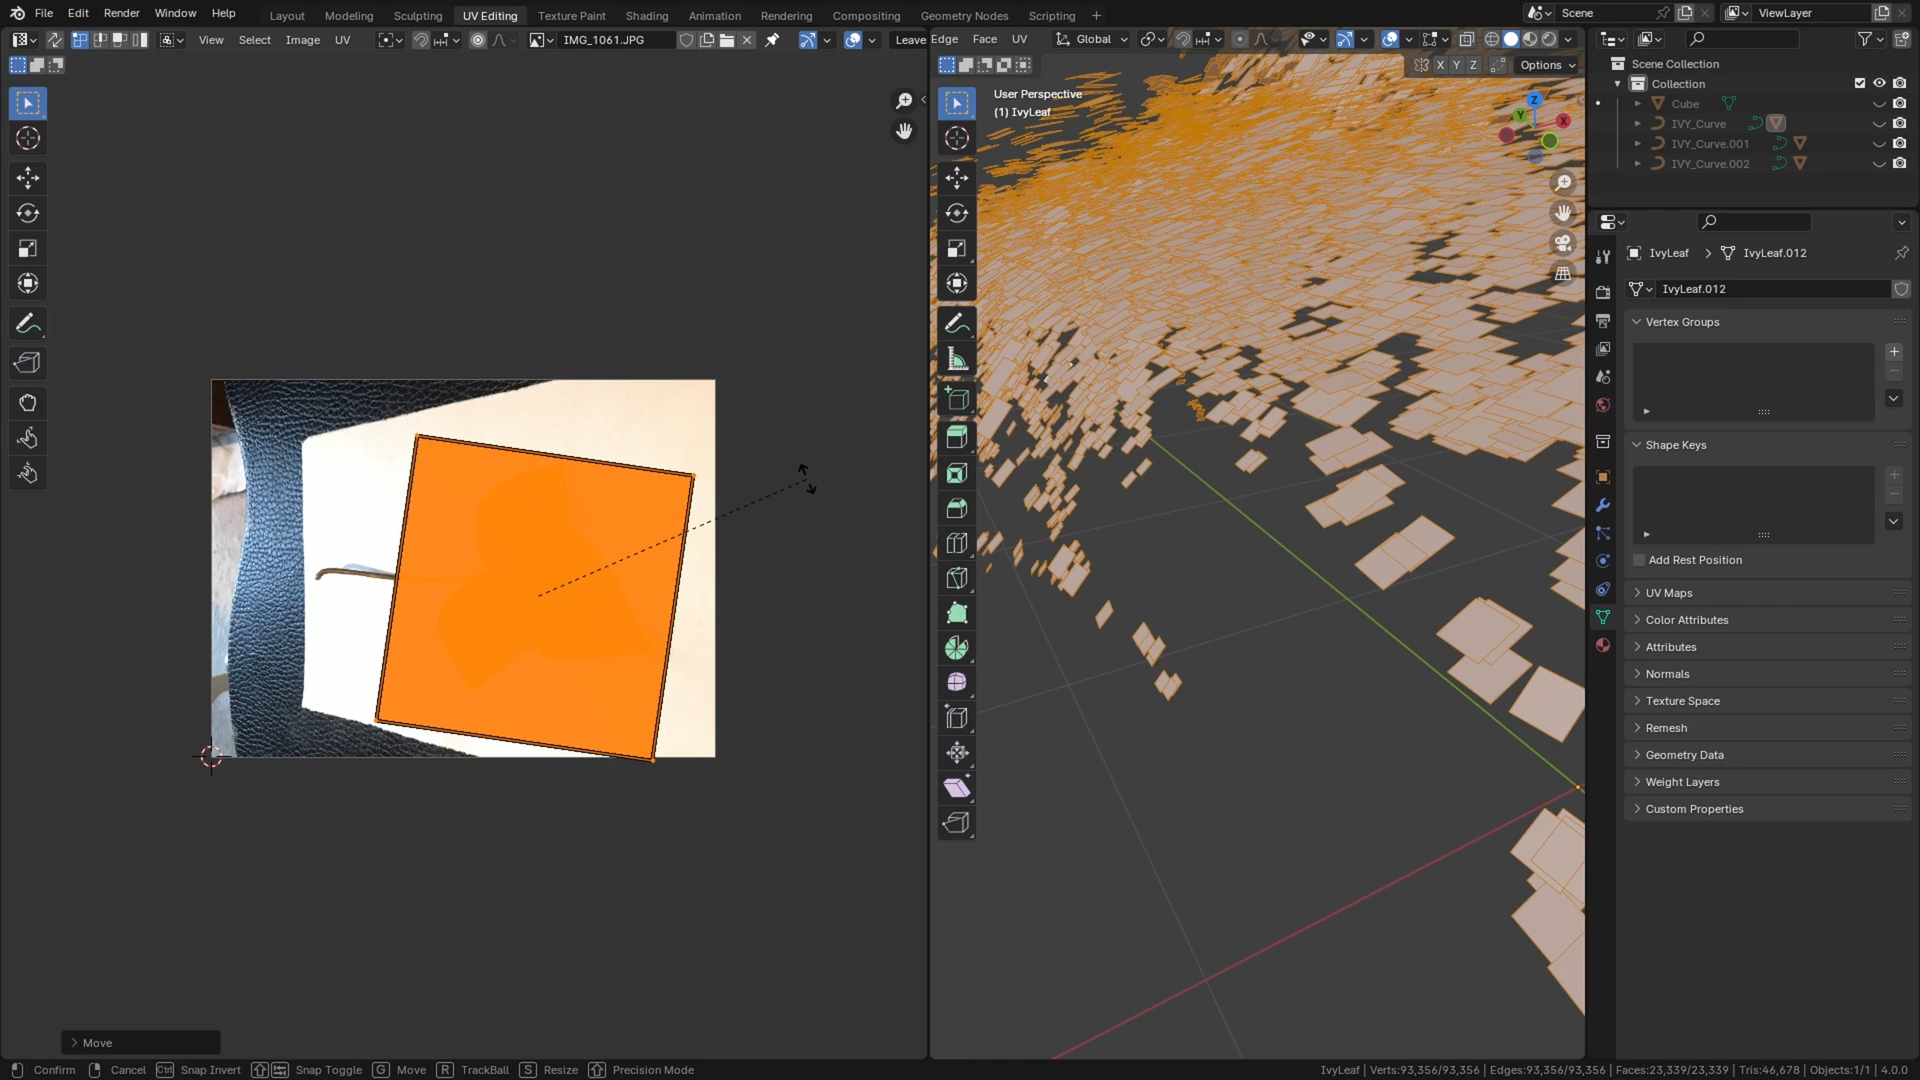 File Edit Render Window Help Layout Modeling Sculpting UV Editing Texture Paint Shading Animation Rendering Compositing Geometry Nodes Scripting + Scene ViewLayer
View Select Image UV IMG_1061.JPG Leave Edge Face UV Global
X Y Z Options
User Perspective
(1) IvyLeaf
Z
Y
X
Scene Collection
Collection
Cube
IVY_Curve
IVY_Curve.001
IVY_Curve.002
IvyLeaf > IvyLeaf.012
IvyLeaf.012
Vertex Groups
Shape Keys
Add Rest Position
UV Maps
Color Attributes
Attributes
Normals
Texture Space
Remesh
Geometry Data
Weight Layers
Custom Properties
Move
Confirm Cancel Ctrl Snap Invert Snap Toggle G Move R TrackBall S Resize Precision Mode IvyLeaf | Verts:93,356/93,356 | Edges:93,356/93,356 | Faces:23,339/23,339 | Tris:46,678 | Objects:1/1 | 4.0.0